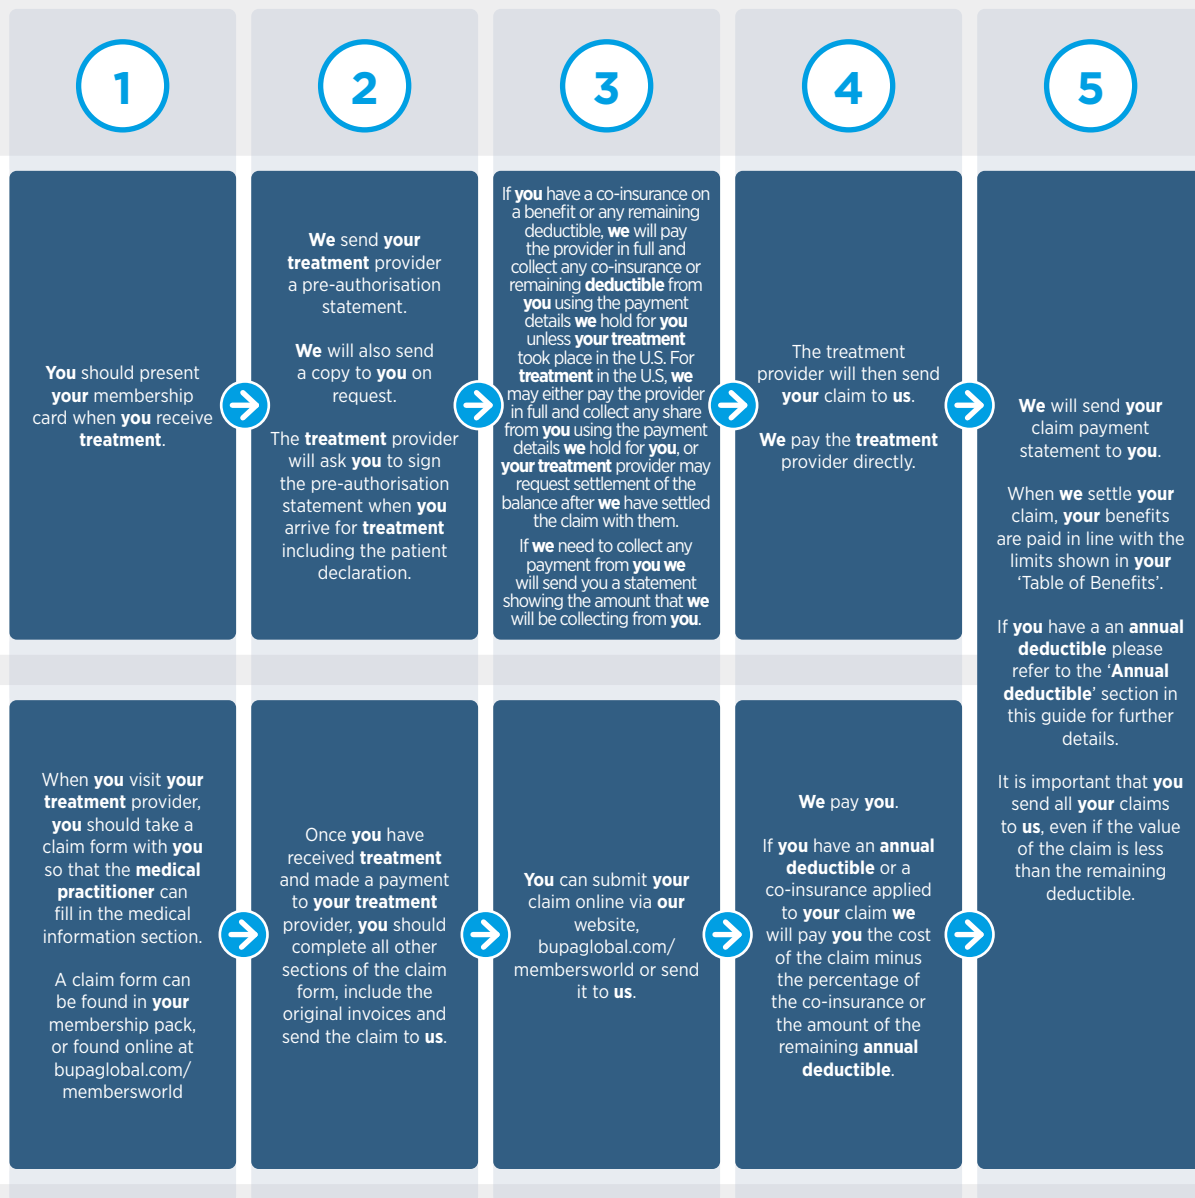 1
2
3
4
5
You should present
your membership
card when you receive
treatment.
We send your
treatment provider
a pre-authorisation
statement.
We will also send
a copy to you on
request.
The treatment provider
will ask you to sign
the pre-authorisation
statement when you
arrive for treatment
including the patient
declaration.
If you have a co-insurance on
a benefit or any remaining
deductible, we will pay
the provider in full and
collect any co-insurance or
remaining deductible from
you using the payment
details we hold for you
unless your treatment
took place in the U.S. For
treatment in the U.S, we
may either pay the provider
in full and collect any share
from you using the payment
details we hold for you, or
your treatment provider may
request settlement of the
balance after we have settled
the claim with them.
If we need to collect any
payment from you we
will send you a statement
showing the amount that we
will be collecting from you.
The treatment
provider will then send
your claim to us.
We pay the treatment
provider directly.
We will send your
claim payment
statement to you.
When we settle your
claim, your benefits
are paid in line with the
limits shown in your
‘Table of Benefits’.
If you have a an annual
deductible please
refer to the ‘Annual
deductible’ section in
this guide for further
details.
It is important that you
send all your claims
to us, even if the value
of the claim is less
than the remaining
deductible.
When you visit your
treatment provider,
you should take a
claim form with you
so that the medical
practitioner can
fill in the medical
information section.
A claim form can
be found in your
membership pack,
or found online at
bupaglobal.com/
membersworld
Once you have
received treatment
and made a payment
to your treatment
provider, you should
complete all other
sections of the claim
form, include the
original invoices and
send the claim to us.
You can submit your
claim online via our
website,
bupaglobal.com/
membersworld or send
it to us.
We pay you.
If you have an annual
deductible or a
co-insurance applied
to your claim we
will pay you the cost
of the claim minus
the percentage of
the co-insurance or
the amount of the
remaining annual
deductible.